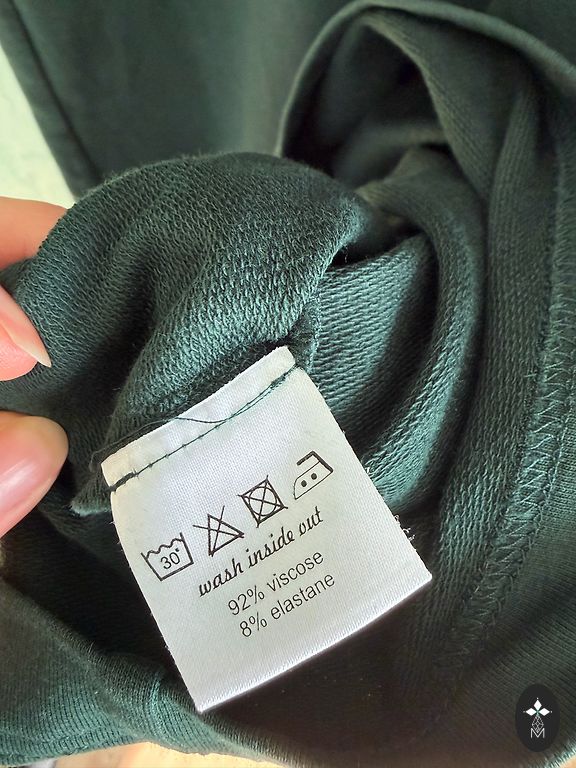 30°
wash inside out
92% viscose
8% elastane